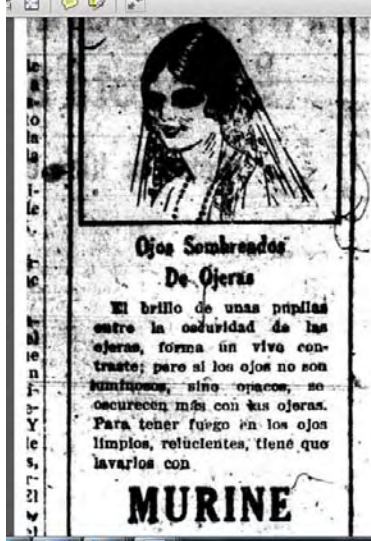 Ojos Sombreados
De Ojeras
El brillo de unas pupilas
entre la oscuridad de las
ojeras, forma un vivo con-
traste; pero si los ojos no son
luminosos, sino opacos, se
oscurecen más con las ojeras.
Para tener fuego en los ojos
limpios, relucientes, tiene que
lavarlos con
MURINE